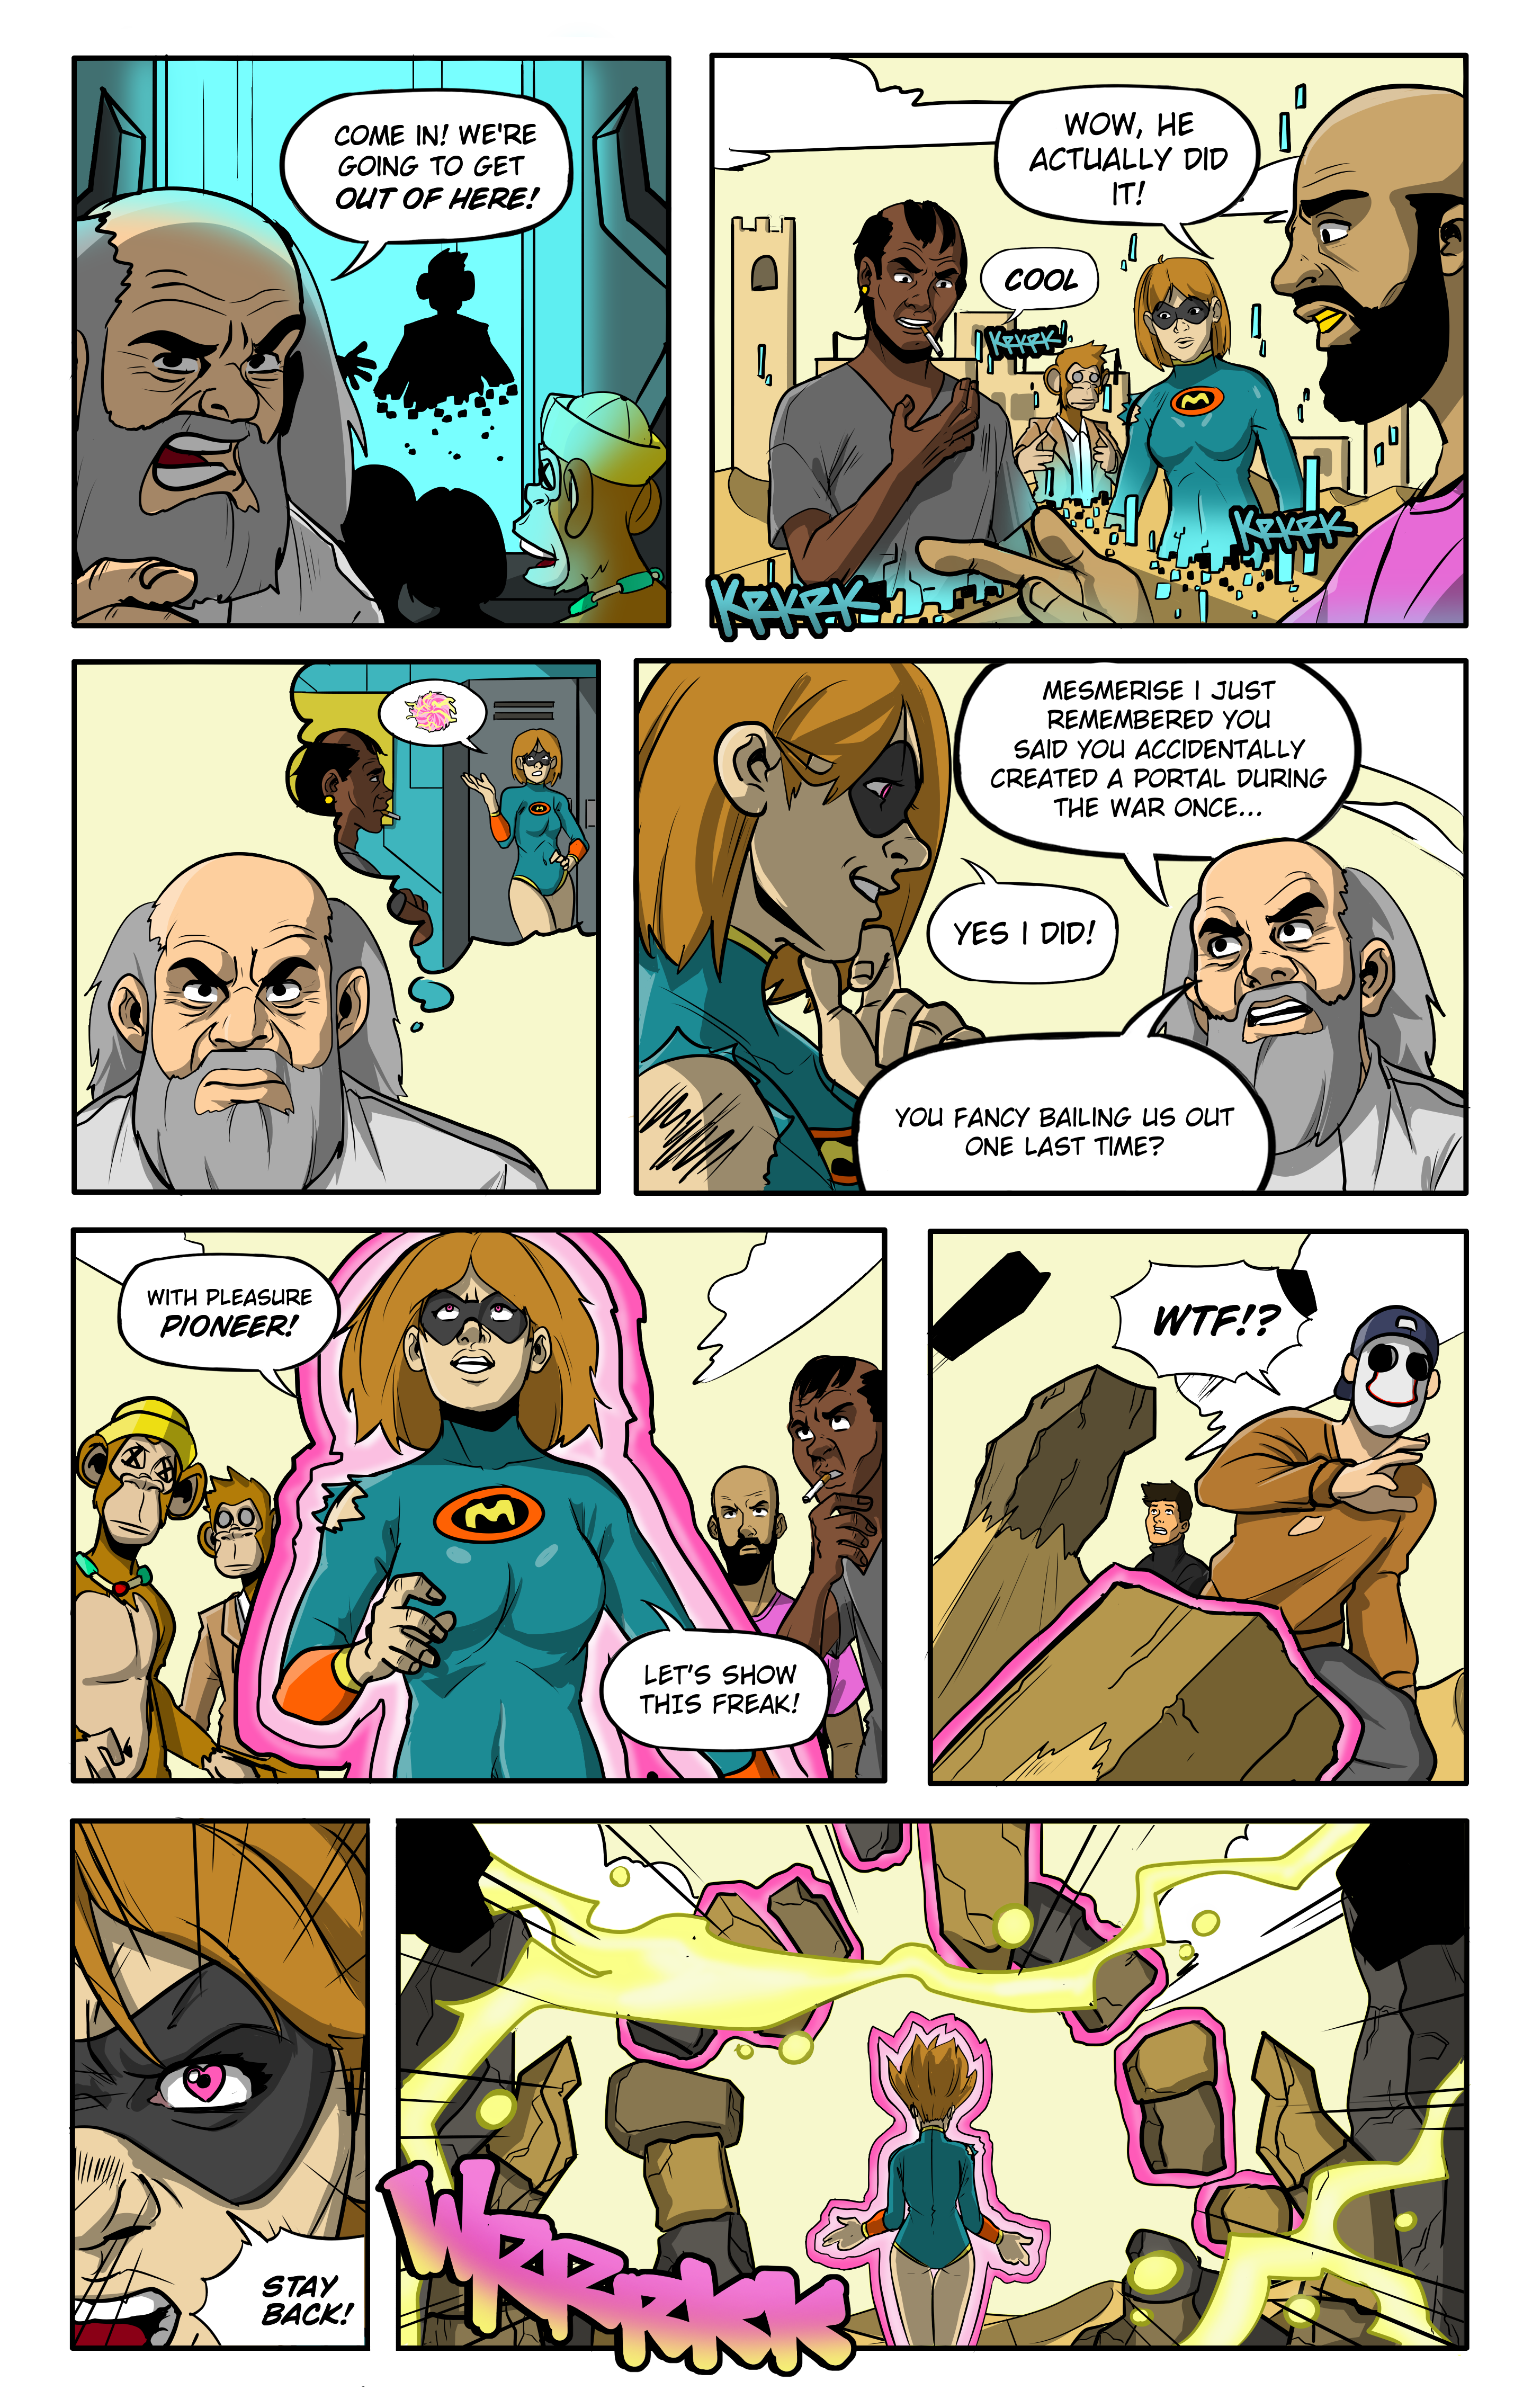 COME IN! WE'RE
GOING TO GET
OUT OF HERE!
WOW, HE
ACTUALLY DID
IT!
COOL
KRKRK!
M
KRKRK
KRKRK
M
MESMERISE I JUST
REMEMBERED YOU
SAID YOU ACCIDENTALLY
CREATED A PORTAL DURING
THE WAR ONCE...
YES I DID!
YOU FANCY BAILING US OUT
ONE LAST TIME?
WITH PLEASURE
PIONEER!
M
LET'S SHOW
THIS FREAK!
WTF!?
STAY
BACK!